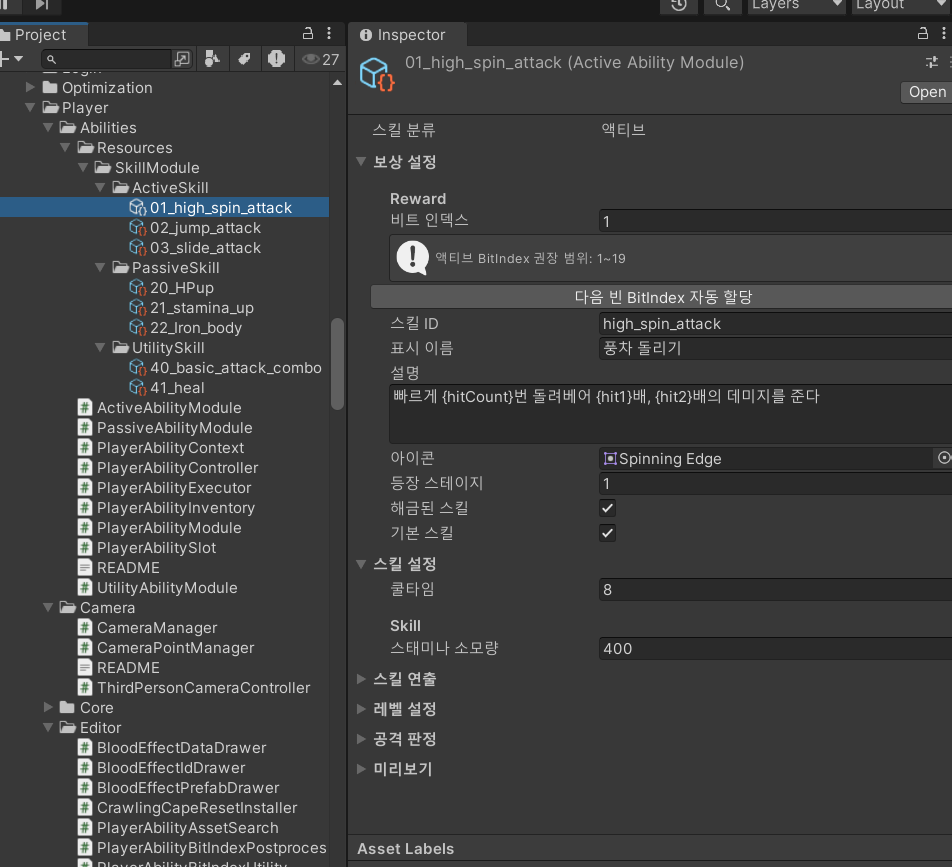 Layers
Layout
Project
27
Optimization
Player
Abilities
Resources
SkillModule
ActiveSkill
01_high_spin_attack
02_jump_attack
03_slide_attack
PassiveSkill
20_HPup
21_stamina_up
22_Iron_body
UtilitySkill
40_basic_attack_combo
41_heal
ActiveAbilityModule
PassiveAbilityModule
PlayerAbilityContext
PlayerAbilityController
PlayerAbilityExecutor
PlayerAbilityInventory
PlayerAbilityModule
PlayerAbilitySlot
README
UtilityAbilityModule
Camera
CameraManager
CameraPointManager
README
ThirdPersonCameraController
Core
Editor
BloodEffectDataDrawer
BloodEffectIdDrawer
BloodEffectPrefabDrawer
CrawlingCapeResetInstaller
PlayerAbilityAssetSearch
PlayerAbilityBitIndexPostproces
PlayerAbilityBitIndexUtility
Inspector
01_high_spin_attack (Active Ability Module)
Open
스킬 분류 액티브
보상 설정
Reward
비트 인덱스 1
액티브 BitIndex 권장 범위: 1~19
다음 빈 BitIndex 자동 할당
스킬 ID high_spin_attack
표시 이름 풍차 돌리기
설명
빠르게 {hitCount}번 돌려베어 {hit1}배, {hit2}배의 데미지를 준다
아이콘 Spinning Edge
등장 스테이지 1
해금된 스킬
기본 스킬
스킬 설정
쿨타임 8
Skill
스태미나 소모량 400
스킬 연출
레벨 설정
공격 판정
미리보기
Asset Labels